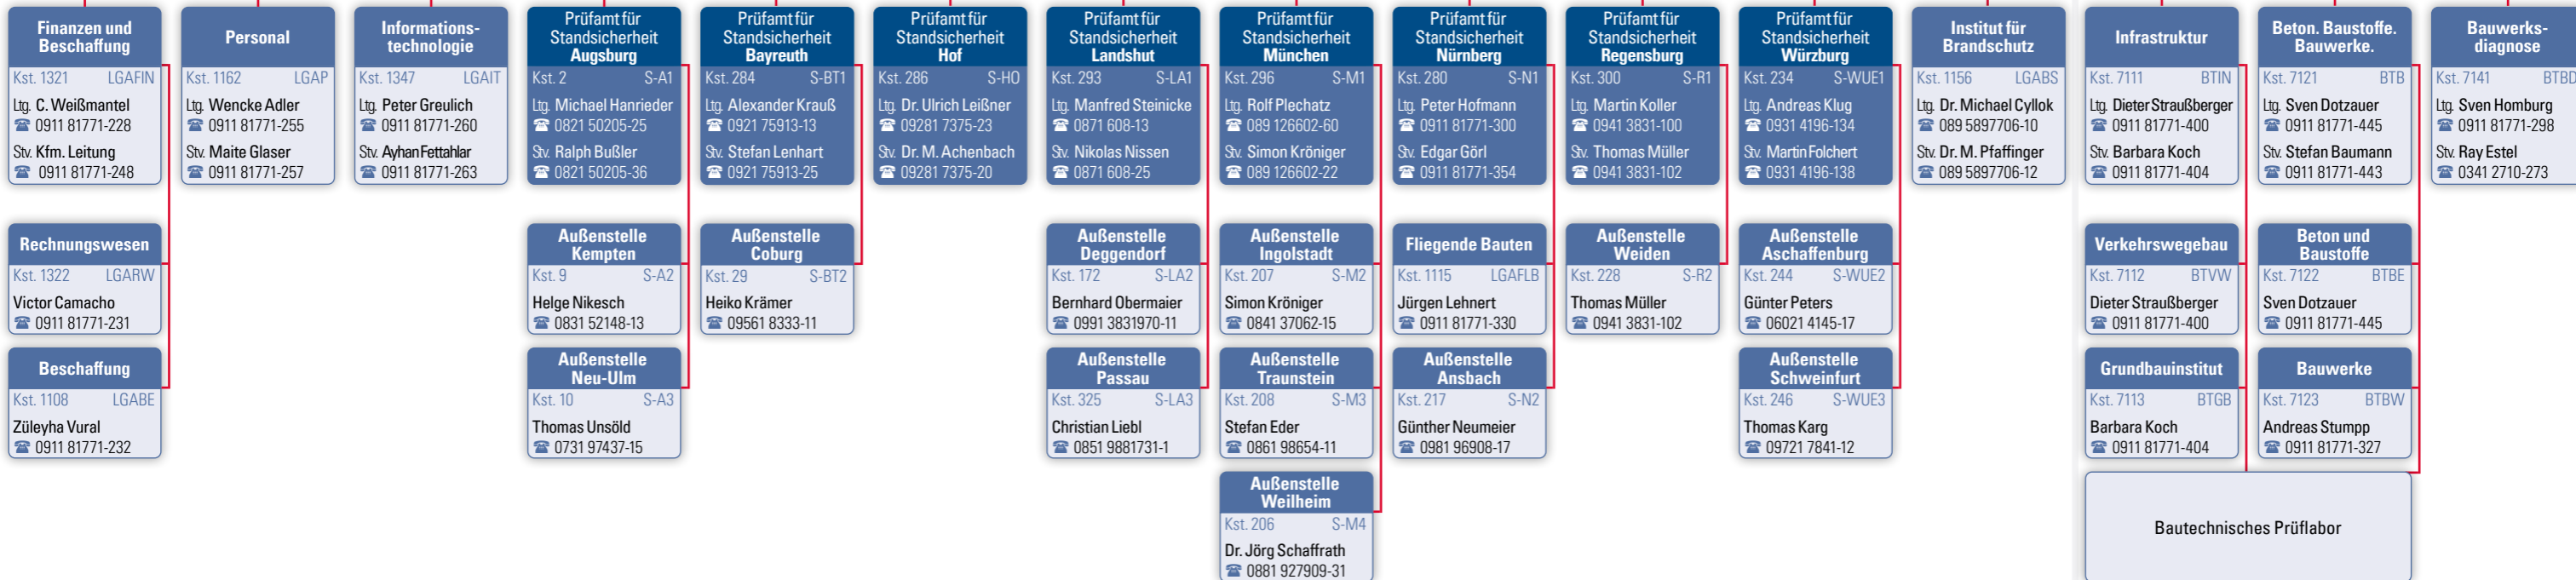 Finanzen und
Beschaffung
Kst. 1321 LGAFIN
Ltg. C. Weißmantel
☎ 0911 81771-228
Stv. Kfm. Leitung
☎ 0911 81771-248
Rechnungswesen
Kst. 1322 LGARW
Victor Camacho
☎ 0911 81771-231
Beschaffung
Kst. 1108 LGABE
Züleyha Vural
☎ 0911 81771-232
Personal
Kst. 1162 LGAP
Ltg. Wencke Adler
☎ 0911 81771-255
Stv. Maite Glaser
☎ 0911 81771-257
Informations-
technologie
Kst. 1347 LGAIT
Ltg. Peter Greulich
☎ 0911 81771-260
Stv. Ayhan Fettahlar
☎ 0911 81771-263
Prüfamt für
Standsicherheit
Augsburg
Kst. 2 S-A1
Ltg. Michael Hanrieder
☎ 0821 50205-25
Stv. Ralph Bußler
☎ 0821 50205-36
Außenstelle
Kempten
Kst. 9 S-A2
Helge Nikesch
☎ 0831 52148-13
Außenstelle
Neu-Ulm
Kst. 10 S-A3
Thomas Unsöld
☎ 0731 97437-15
Prüfamt für
Standsicherheit
Bayreuth
Kst. 284 S-BT1
Ltg. Alexander Krauß
☎ 0921 75913-13
Stv. Stefan Lenhart
☎ 0921 75913-25
Außenstelle
Coburg
Kst. 29 S-BT2
Heiko Krämer
☎ 09561 8333-11
Prüfamt für
Standsicherheit
Hof
Kst. 286 S-HO
Ltg. Dr. Ulrich Leißner
☎ 09281 7375-23
Stv. Dr. M. Achenbach
☎ 09281 7375-20
Prüfamt für
Standsicherheit
Landshut
Kst. 293 S-LA1
Ltg. Manfred Steinicke
☎ 0871 608-13
Stv. Nikolas Nissen
☎ 0871 608-25
Außenstelle
Deggendorf
Kst. 172 S-LA2
Bernhard Obermaier
☎ 0991 3831970-11
Außenstelle
Passau
Kst. 325 S-LA3
Christian Liebl
☎ 0851 9881731-1
Prüfamt für
Standsicherheit
München
Kst. 296 S-M1
Ltg. Rolf Plechatz
☎ 089 126602-60
Stv. Simon Kröniger
☎ 089 126602-22
Außenstelle
Ingolstadt
Kst. 207 S-M2
Simon Kröniger
☎ 0841 37062-15
Außenstelle
Traunstein
Kst. 208 S-M3
Stefan Eder
☎ 0861 98654-11
Außenstelle
Weilheim
Kst. 206 S-M4
Dr. Jörg Schaffrath
☎ 0881 927909-31
Prüfamt für
Standsicherheit
Nürnberg
Kst. 280 S-N1
Ltg. Peter Hofmann
☎ 0911 81771-300
Stv. Edgar Görl
☎ 0911 81771-354
Fliegende Bauten
Kst. 1115 LGAFLB
Jürgen Lehnert
☎ 0911 81771-330
Außenstelle
Ansbach
Kst. 217 S-N2
Günther Neumeier
☎ 0981 96908-17
Prüfamt für
Standsicherheit
Regensburg
Kst. 300 S-R1
Ltg. Martin Koller
☎ 0941 3831-100
Stv. Thomas Müller
☎ 0941 3831-102
Außenstelle
Weiden
Kst. 228 S-R2
Thomas Müller
☎ 0941 3831-102
Prüfamt für
Standsicherheit
Würzburg
Kst. 234 S-WUE1
Ltg. Andreas Klug
☎ 0931 4196-134
Stv. Martin Folchert
☎ 0931 4196-138
Außenstelle
Aschaffenburg
Kst. 244 S-WUE2
Günter Peters
☎ 06021 4145-17
Außenstelle
Schweinfurt
Kst. 246 S-WUE3
Thomas Karg
☎ 09721 7841-12
Institut für
Brandschutz
Kst. 1156 LGABS
Ltg. Dr. Michael Cyllok
☎ 089 5897706-10
Stv. Dr. M. Pfaffinger
☎ 089 5897706-12
Infrastruktur
Kst. 7111 BTIN
Ltg. Dieter Straußberger
☎ 0911 81771-400
Stv. Barbara Koch
☎ 0911 81771-404
Verkehrswegebau
Kst. 7112 BTVW
Dieter Straußberger
☎ 0911 81771-400
Grundbauinstitut
Kst. 7113 BTGB
Barbara Koch
☎ 0911 81771-404
Beton. Baustoffe.
Bauwerke.
Kst. 7121 BTB
Ltg. Sven Dotzauer
☎ 0911 81771-445
Stv. Stefan Baumann
☎ 0911 81771-443
Beton und
Baustoffe
Kst. 7122 BTBE
Sven Dotzauer
☎ 0911 81771-445
Bauwerke
Kst. 7123 BTBW
Andreas Stumpp
☎ 0911 81771-327
Bautechnisches Prüflabor
Bauwerks-
diagnose
Kst. 7141 BTBD
Ltg. Sven Homburg
☎ 0911 81771-298
Stv. Ray Estel
☎ 0341 2710-273